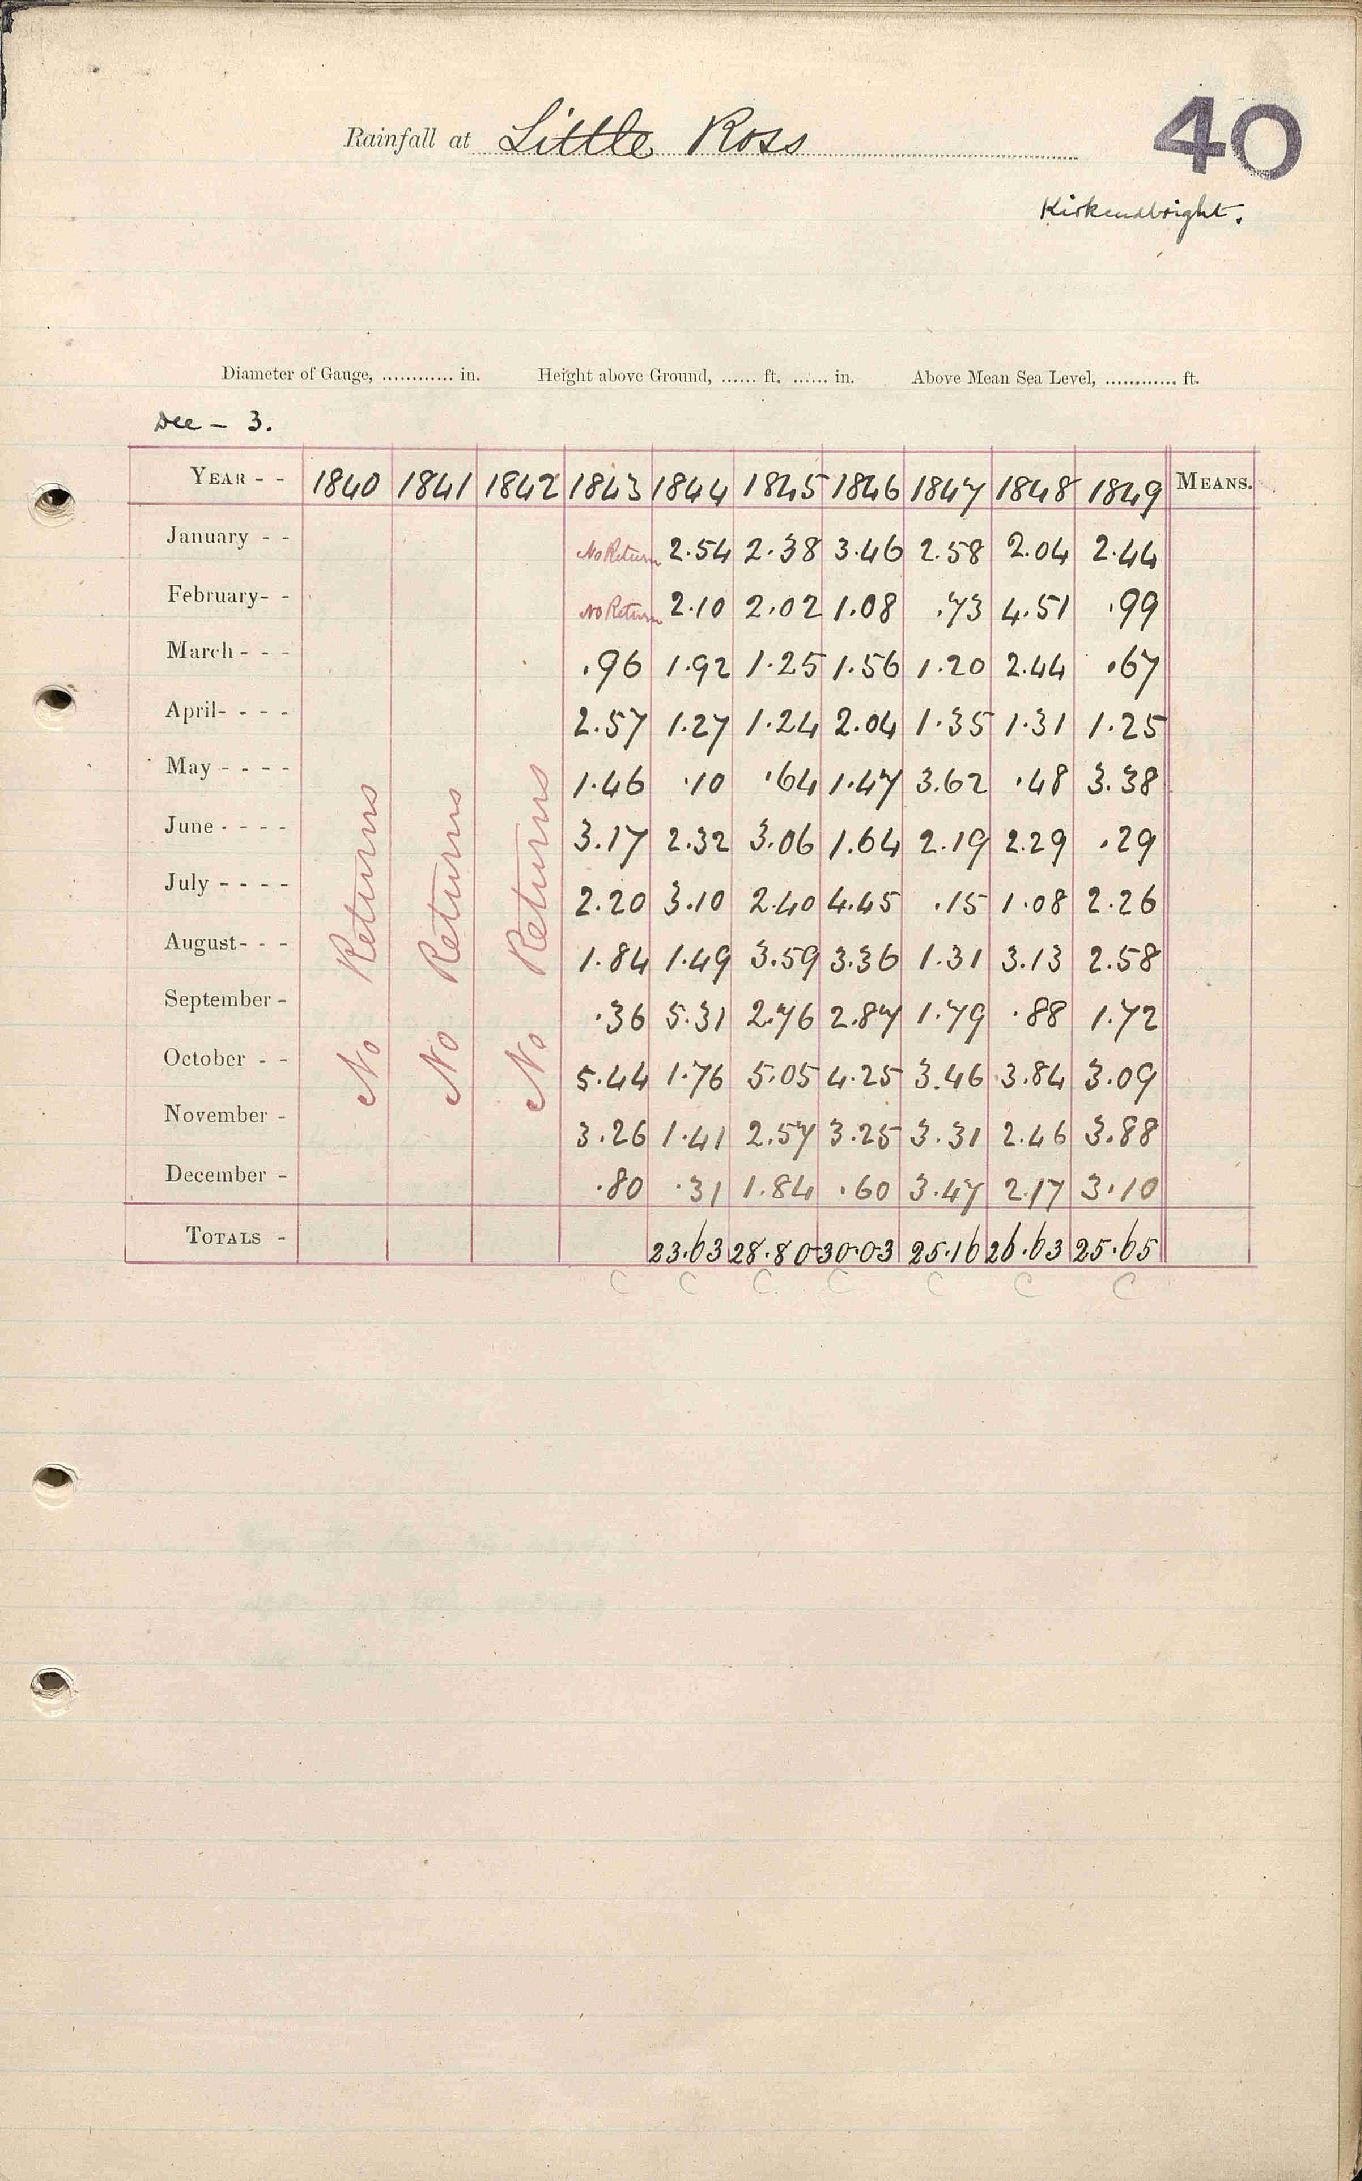 Rainfall at Little Ross
40
Kirkcudbright.
Diameter of Gauge, ............ in. Height above Ground, ...... ft. ...... in. Above Mean Sea Level, ............ ft.
Dee - 3.
YEAR - - 1840 1841 1842 1843 1844 1845 1846 1847 1848 1849 MEANS.
January - - No Return 2.54 2.38 3.46 2.58 2.04 2.44
February- - No Return 2.10 2.02 1.08 .73 4.51 .99
March - - - .96 1.92 1.25 1.56 1.20 2.44 .67
April- - - - 2.57 1.27 1.24 2.04 1.35 1.31 1.25
May - - - - 1.46 .10 .64 1.47 3.62 .48 3.38
June - - - - 3.17 2.32 3.06 1.64 2.19 2.29 .29
July - - - - 2.20 3.10 2.40 4.45 .15 1.08 2.26
August- - - 1.84 1.49 3.59 3.36 1.31 3.13 2.58
September - .36 5.31 2.76 2.87 1.79 .88 1.72
October - - 5.44 1.76 5.05 4.25 3.46 3.84 3.09
November - 3.26 1.41 2.57 3.25 3.31 2.46 3.88
December - .80 .31 1.84 .60 3.47 2.17 3.10
No Returns
No Returns
No Returns
TOTALS - 23.63 28.80 30.03 25.16 26.63 25.65
C C C C C C C